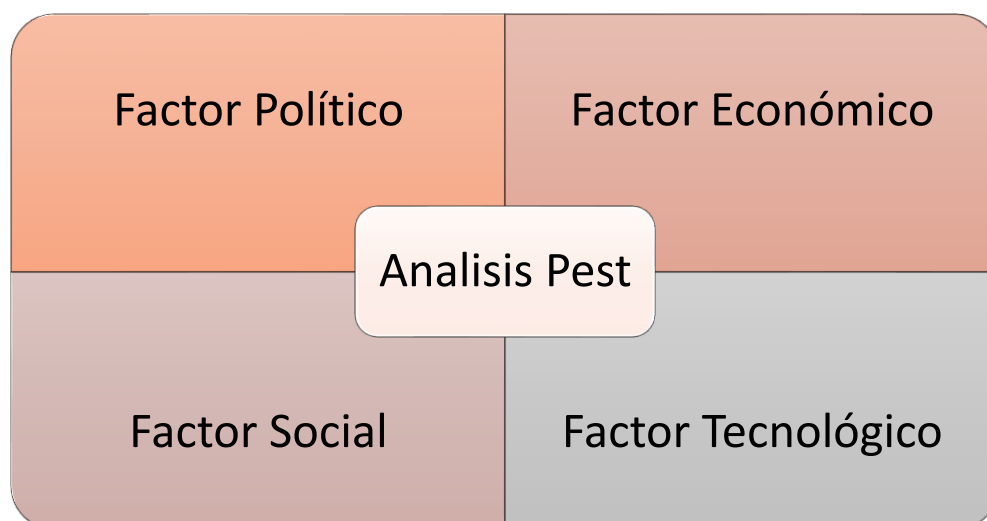 Factor Político
Factor Económico
Analisis Pest
Factor Social
Factor Tecnológico